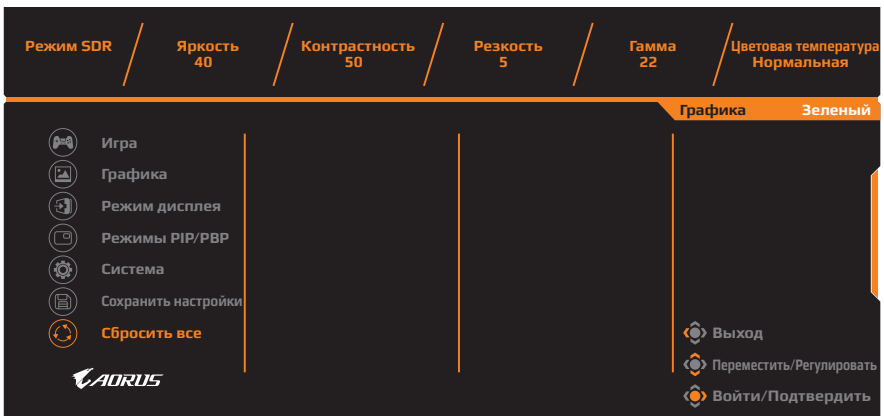 Режим SDR
Яркость
40
Контрастность
50
Резкость
5
Гамма
22
Цветовая температура
Нормальная
Графика Зеленый
Игра
Графика
Режим дисплея
Режимы PIP/PBP
Система
Сохранить настройки
Сбросить все
Выход
Переместить/Регулировать
Войти/Подтвердить
AORUS